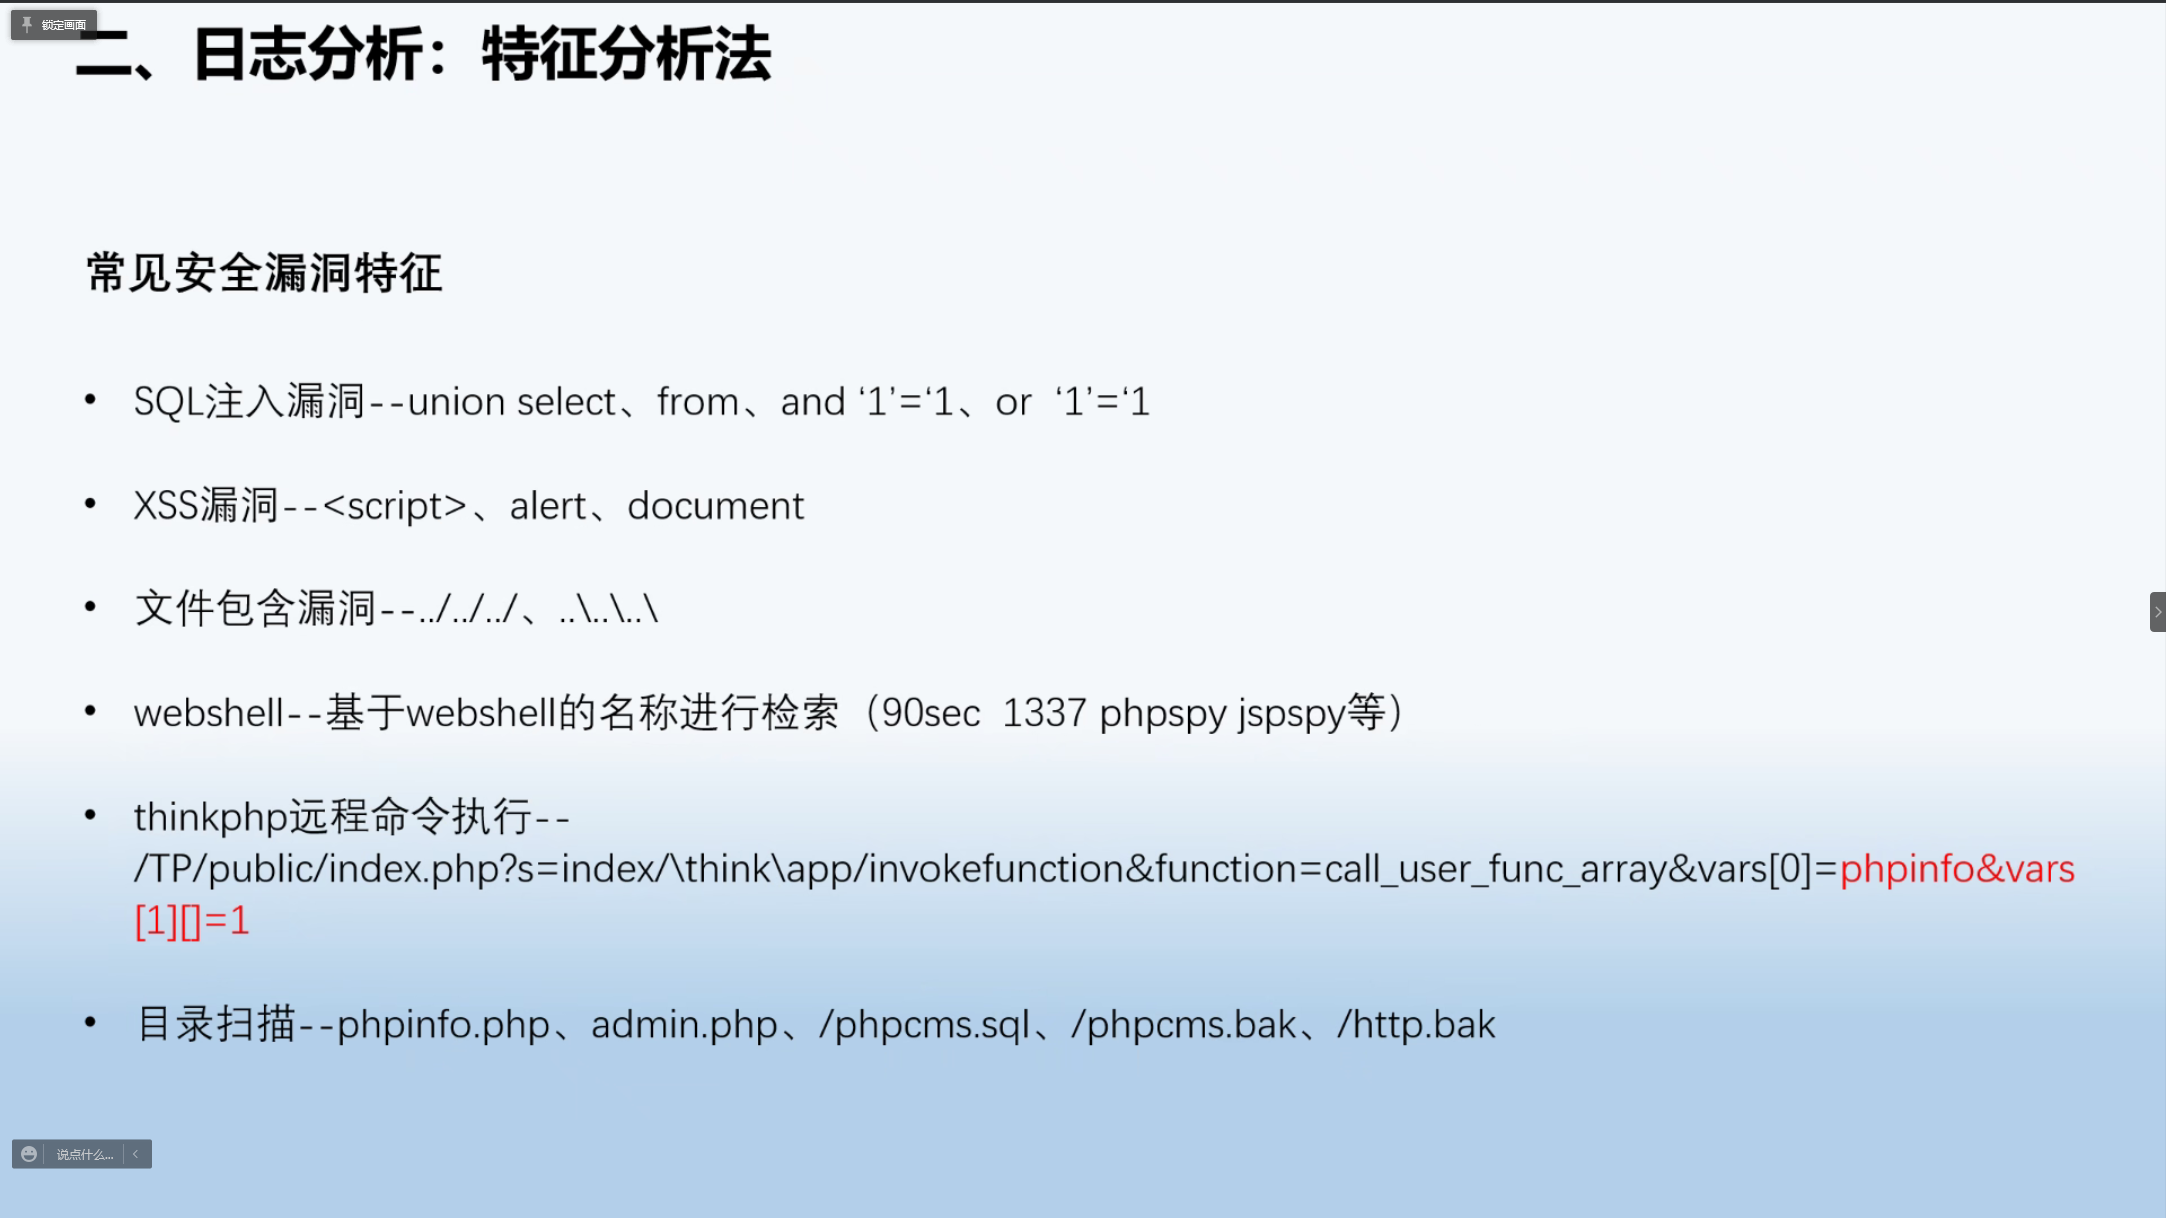 锁定画面
二、日志分析：特征分析法
常见安全漏洞特征
• SQL注入漏洞--union select、from、and ‘1’=‘1、or ‘1’=‘1
• XSS漏洞--<script>、alert、document
• 文件包含漏洞--../../../、..\..\..\
• webshell--基于webshell的名称进行检索（90sec 1337 phpspy jspspy等）
• thinkphp远程命令执行--
/TP/public/index.php?s=index/\think\app/invokefunction&function=call_user_func_array&vars[0]=phpinfo&vars
[1][]=1
• 目录扫描--phpinfo.php、admin.php、/phpcms.sql、/phpcms.bak、/http.bak
说点什么...